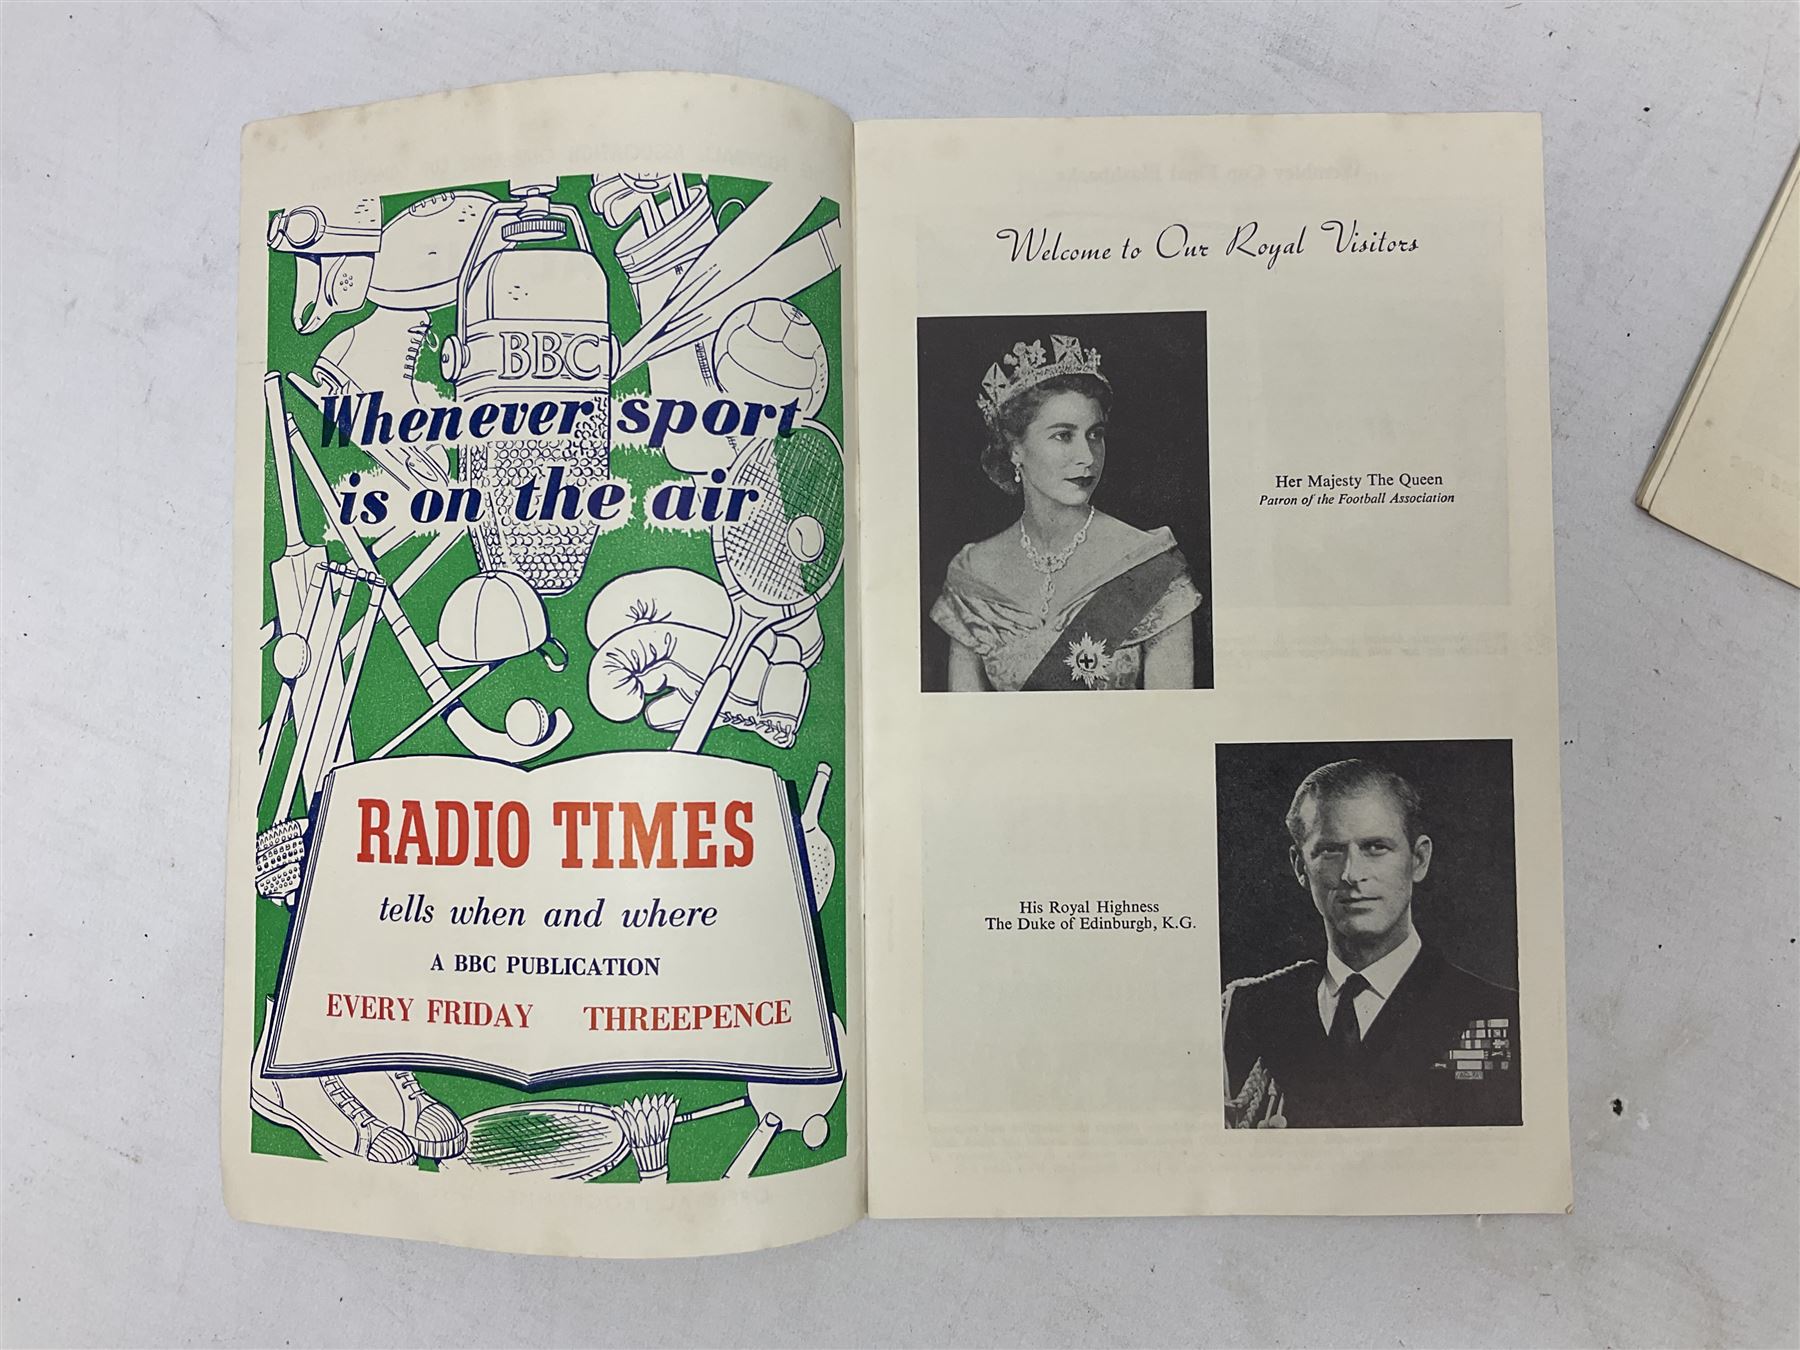 BBC
Whenever sport
is on the air
RADIO TIMES
tells when and where
A BBC PUBLICATION
EVERY FRIDAY THREEPENCE
Welcome to Our Royal Visitors
Her Majesty The Queen
Patron of the Football Association
His Royal Highness
The Duke of Edinburgh, K.G.